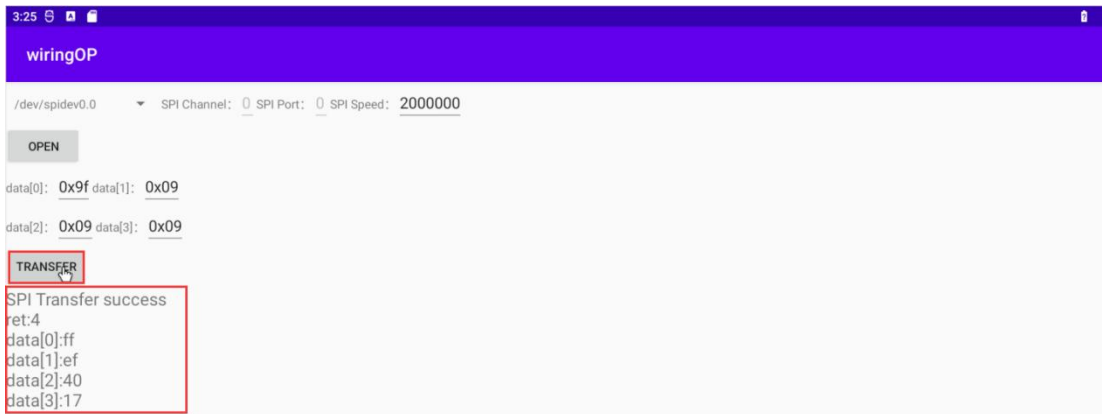 3:25
wiringOP
/dev/spidev0.0 SPI Channel: 0 SPI Port: 0 SPI Speed: 2000000
OPEN
data[0]: 0x9f data[1]: 0x09
data[2]: 0x09 data[3]: 0x09
TRANSFER
SPI Transfer success
ret:4
data[0]:ff
data[1]:ef
data[2]:40
data[3]:17